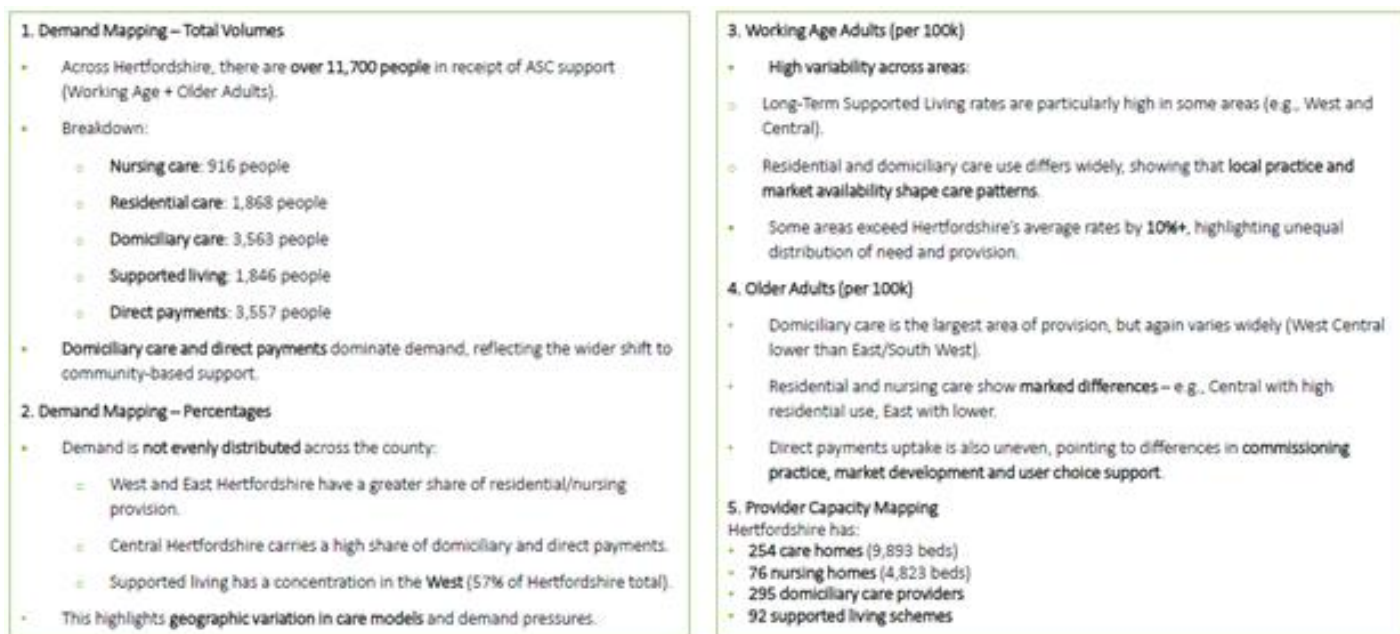 1. Demand Mapping – Total Volumes
Across Hertfordshire, there are over 11,700 people in receipt of ASC support
(Working Age + Older Adults).
Breakdown:
Nursing care: 916 people
Residential care: 1,868 people
Domiciliary care: 3,563 people
Supported living: 1,846 people
Direct payments: 3,557 people
Domiciliary care and direct payments dominate demand, reflecting the wider shift to
community-based support.
2. Demand Mapping – Percentages
Demand is not evenly distributed across the county:
West and East Hertfordshire have a greater share of residential/nursing
provision.
Central Hertfordshire carries a high share of domiciliary and direct payments.
Supported living has a concentration in the West (57% of Hertfordshire total).
This highlights geographic variation in care models and demand pressures.
3. Working Age Adults (per 100k)
High variability across areas:
Long-Term Supported Living rates are particularly high in some areas (e.g., West and
Central).
Residential and domiciliary care use differs widely, showing that local practice and
market availability shape care patterns.
Some areas exceed Hertfordshire's average rates by 10%+, highlighting unequal
distribution of need and provision.
4. Older Adults (per 100k)
Domiciliary care is the largest area of provision, but again varies widely (West Central
lower than East/South West).
Residential and nursing care show marked differences – e.g., Central with high
residential use, East with lower.
Direct payments uptake is also uneven, pointing to differences in commissioning
practice, market development and user choice support.
5. Provider Capacity Mapping
Hertfordshire has:
254 care homes (9,893 beds)
76 nursing homes (4,823 beds)
295 domiciliary care providers
92 supported living schemes